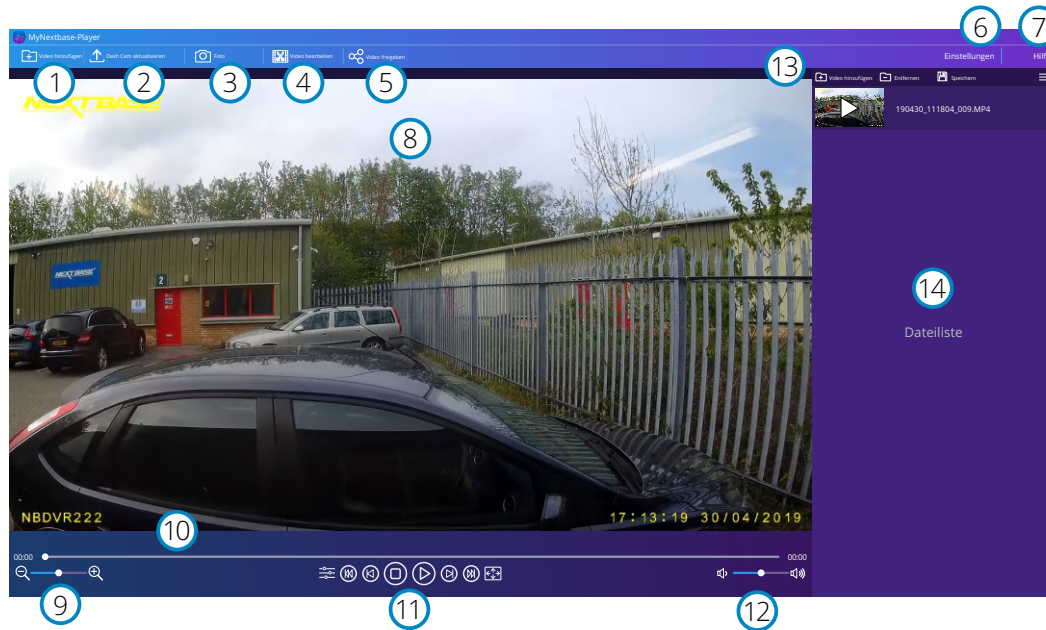 MyNextbase-Player
6
7
Video hinzufügen
Dash Cam aktualisieren
Foto
Video bearbeiten
Video freigaben
Einstellungen
Hilf
1
2
3
4
5
13
Video hinzufügen
Entfernen
Speichern
NEXTBASE
190430_111804_009.MP4
8
NEXTBASE
2
14
Dateiliste
NBDVR222
17:13:19 30/04/2019
10
00:00
00:00
9
11
12